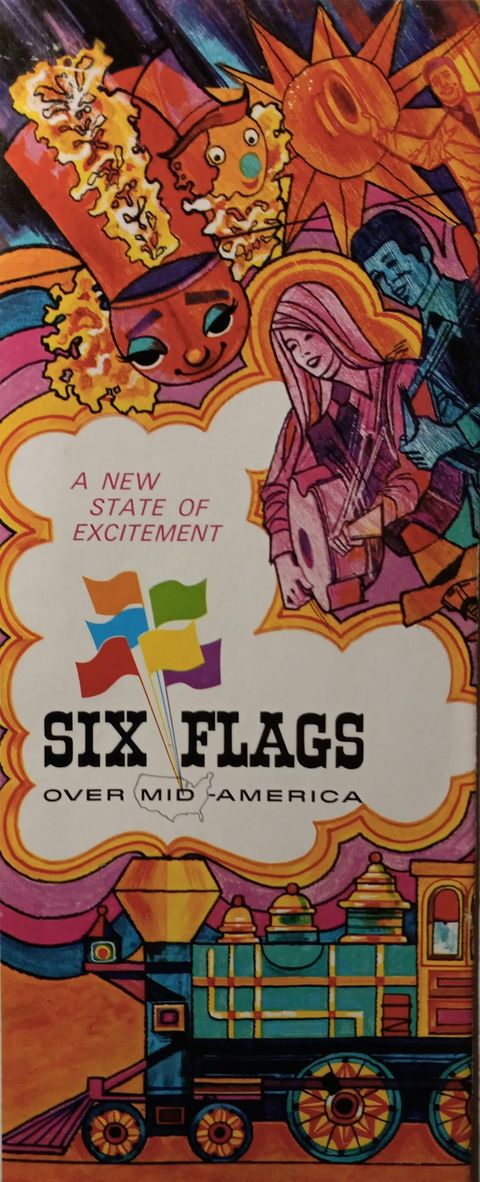 A NEW
STATE OF
EXCITEMENT
SIX FLAGS
OVER MID-AMERICA